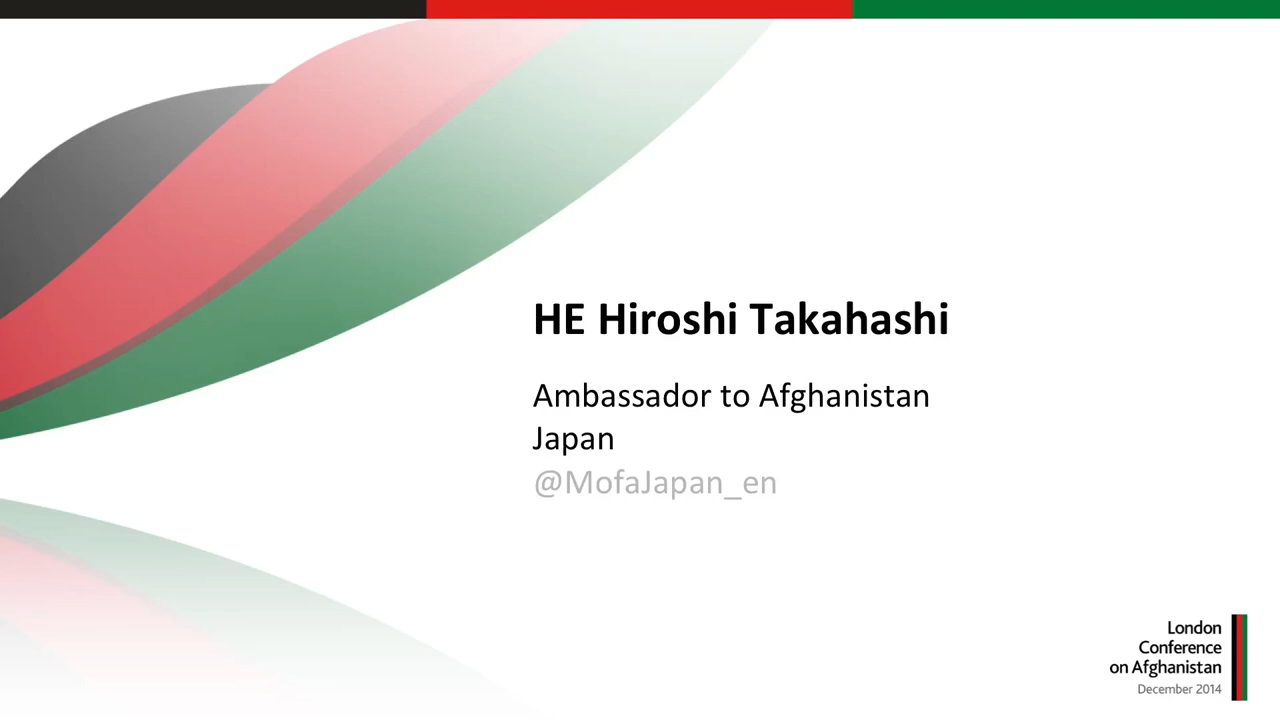 HE Hiroshi Takahashi
Ambassador to Afghanistan
Japan
@MofaJapan_en
London
Conference
on Afghanistan
December 2014